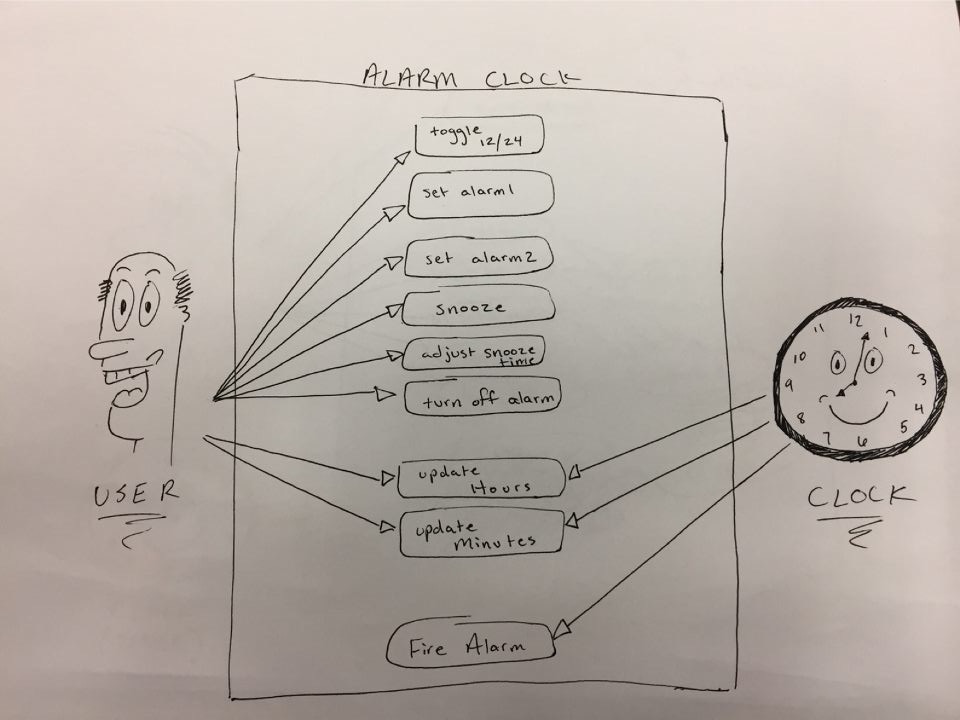 ALARM CLOCK
toggle
12/24
set alarm1
set alarm2
snooze
adjust snooze
time
turn off alarm
update
Hours
update
Minutes
Fire Alarm
USER
12
1
2
3
4
5
6
7
8
9
10
11
CLOCK